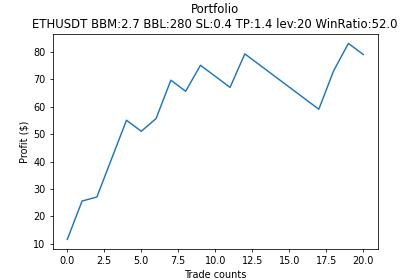 Portfolio
ETHUSDT BBM:2.7 BBL:280 SL:0.4 TP:1.4 lev:20 WinRatio:52.0
Profit ($)
80
70
60
50
40
30
20
10
0.0 2.5 5.0 7.5 10.0 12.5 15.0 17.5 20.0
Trade counts